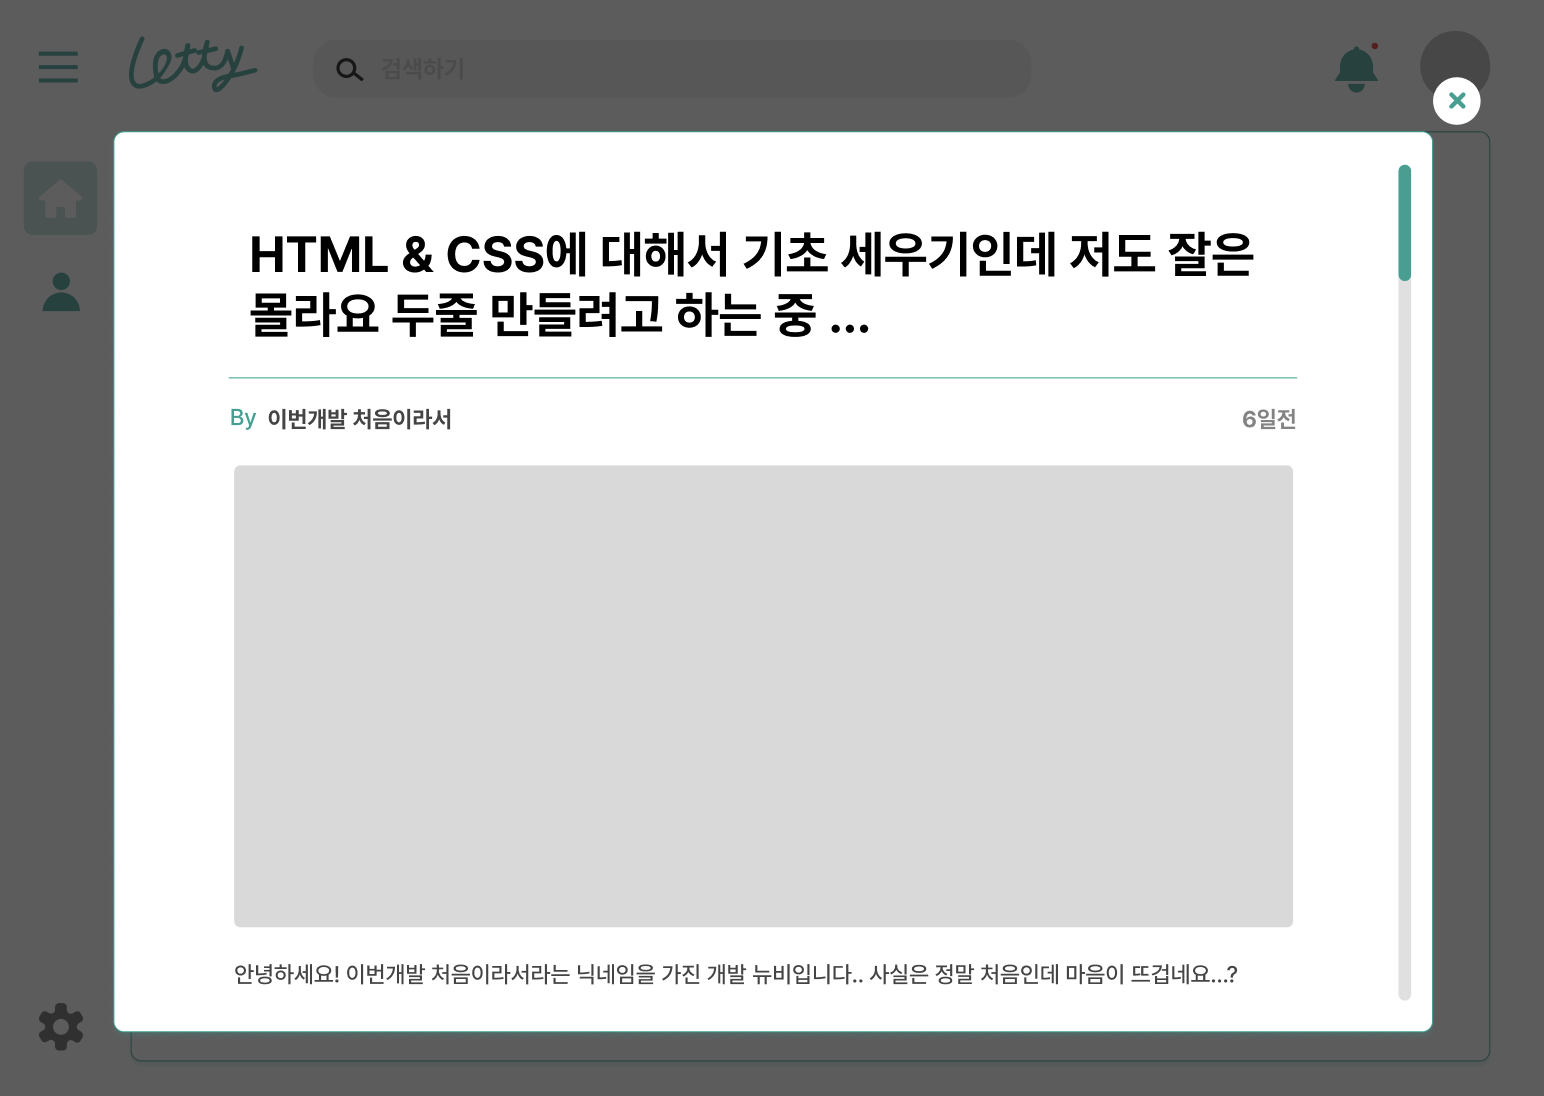 Letty
검색하기
HTML & CSS에 대해서 기초 세우기인데 저도 잘은
몰라요 두줄 만들려고 하는 중 ...
By 이번개발 처음이라서
6일전
안녕하세요! 이번개발 처음이라서라는 닉네임을 가진 개발 뉴비입니다.. 사실은 정말 처음인데 마음이 뜨겁네요...?